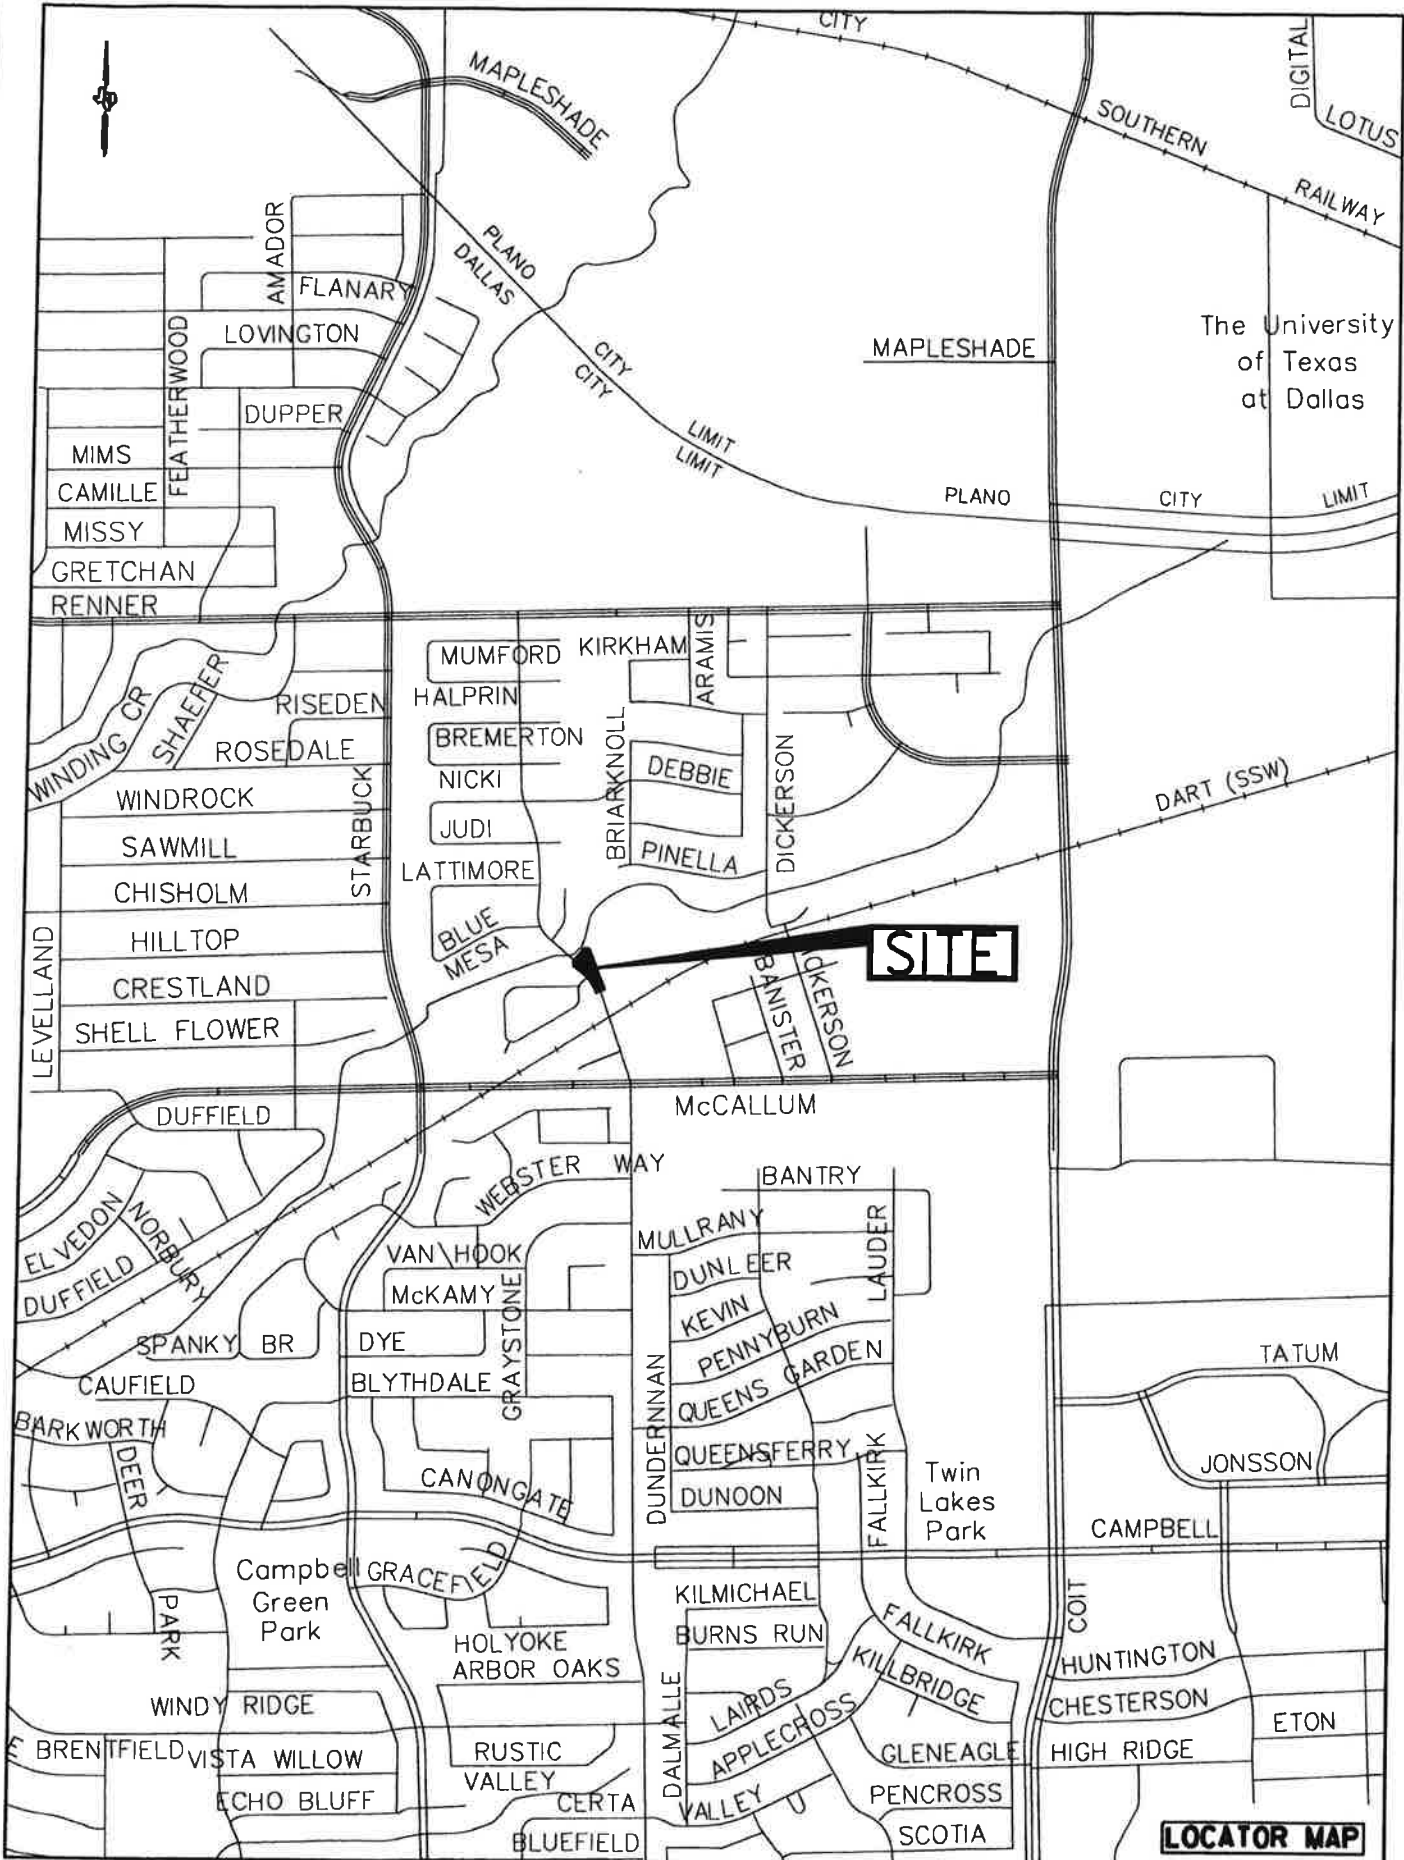 CITY
DIGITAL
MAPLESHADE
SOUTHERN
LOTUS
RAILWAY
AMADOR
PLANO
DALLAS
FLANARY
LOVINGTON
The University
of Texas
at Dallas
MAPLESHADE
FEATHERWOOD
CITY
CITY
DUPPER
LIMIT
LIMIT
MIMS
CAMILLE
PLANO
CITY
LIMIT
MISSY
GRETCHAN
RENNER
MUMFORD
KIRKHAM
ARAMIS
SHAEFER
RISEDEN
HALPRIN
WINDING CR
ROSEDALE
BREMERTON
BRIARKNOLL
DICKERSON
NICKI
DEBBIE
DART (SSW)
WINDROCK
STARBUCK
JUDI
SAWMILL
LATTIMORE
PINELLA
CHISHOLM
HILLTOP
BLUE
MESA
SITE
LEVELLAND
CRESTLAND
BANISTER
SHELL FLOWER
DUFFIELD
McCALLUM
WEBSTER WAY
BANTRY
EL VEDON
NORBURY
MULLRANY
LAUDER
VAN HOOK
DUNLEER
DUFFIELD
McKAMY
GRAYSTONE
KEVIN
PENNYBURN
SPANKY BR
DYE
TATUM
CAUFIELD
BLYTHDALE
QUEENS GARDEN
DUNDERNNAN
BARKWORTH
DEER
PARK
QUEENSFERRY
FALLKIRK
Twin
Lakes
Park
JONSSON
CANONGATE
DUNOON
CAMPBELL
Campbell
Green
Park
GRACEFIELD
KILMICHAEL
COIT
FALLKIRK
BURNS RUN
HOLYOKE
ARBOR OAKS
HUNTINGTON
KILLBRIDGE
WINDY RIDGE
DALMALLE
LAIRDS
CHESTERSON
APPLECROSS
ETON
E BRENTFIELD
VISTA WILLOW
RUSTIC
VALLEY
GLENEAGLE
HIGH RIDGE
ECHO BLUFF
CERTA
VALLEY
PENCROSS
BLUEFIELD
SCOTIA
LOCATOR MAP